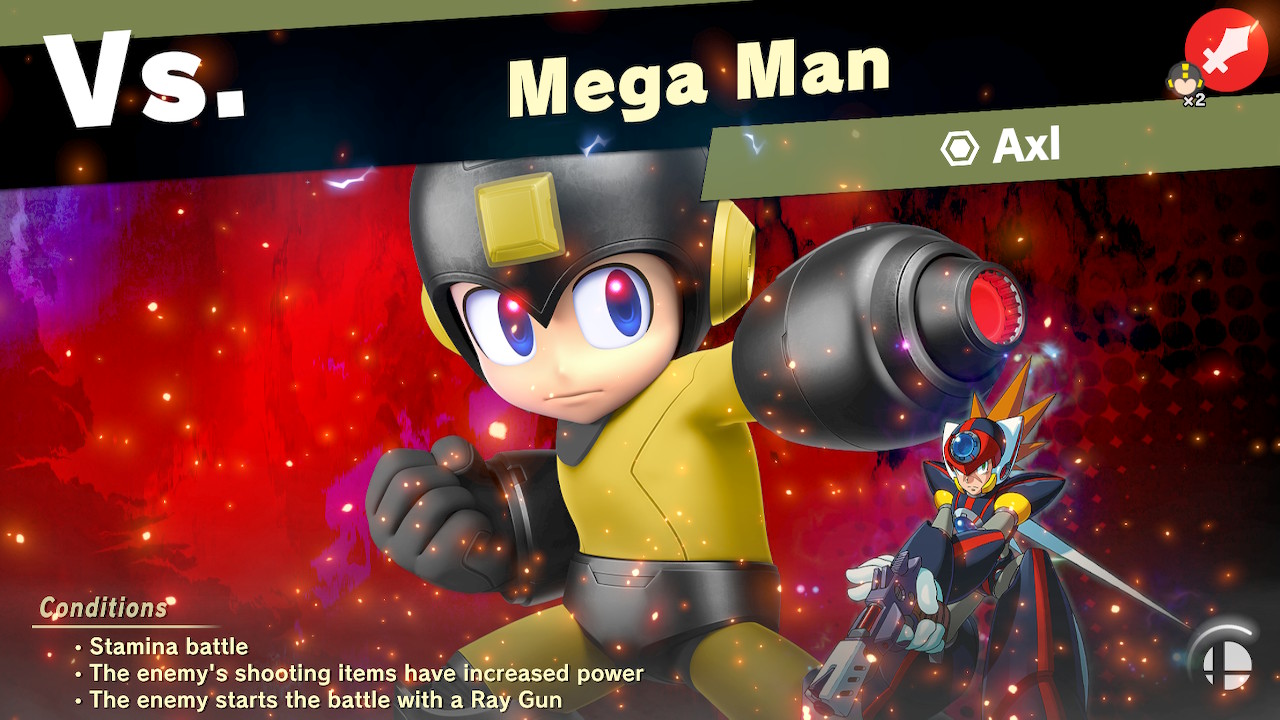 Vs.
Mega Man
x2
Axl
Conditions
• Stamina battle
• The enemy's shooting items have increased power
• The enemy starts the battle with a Ray Gun